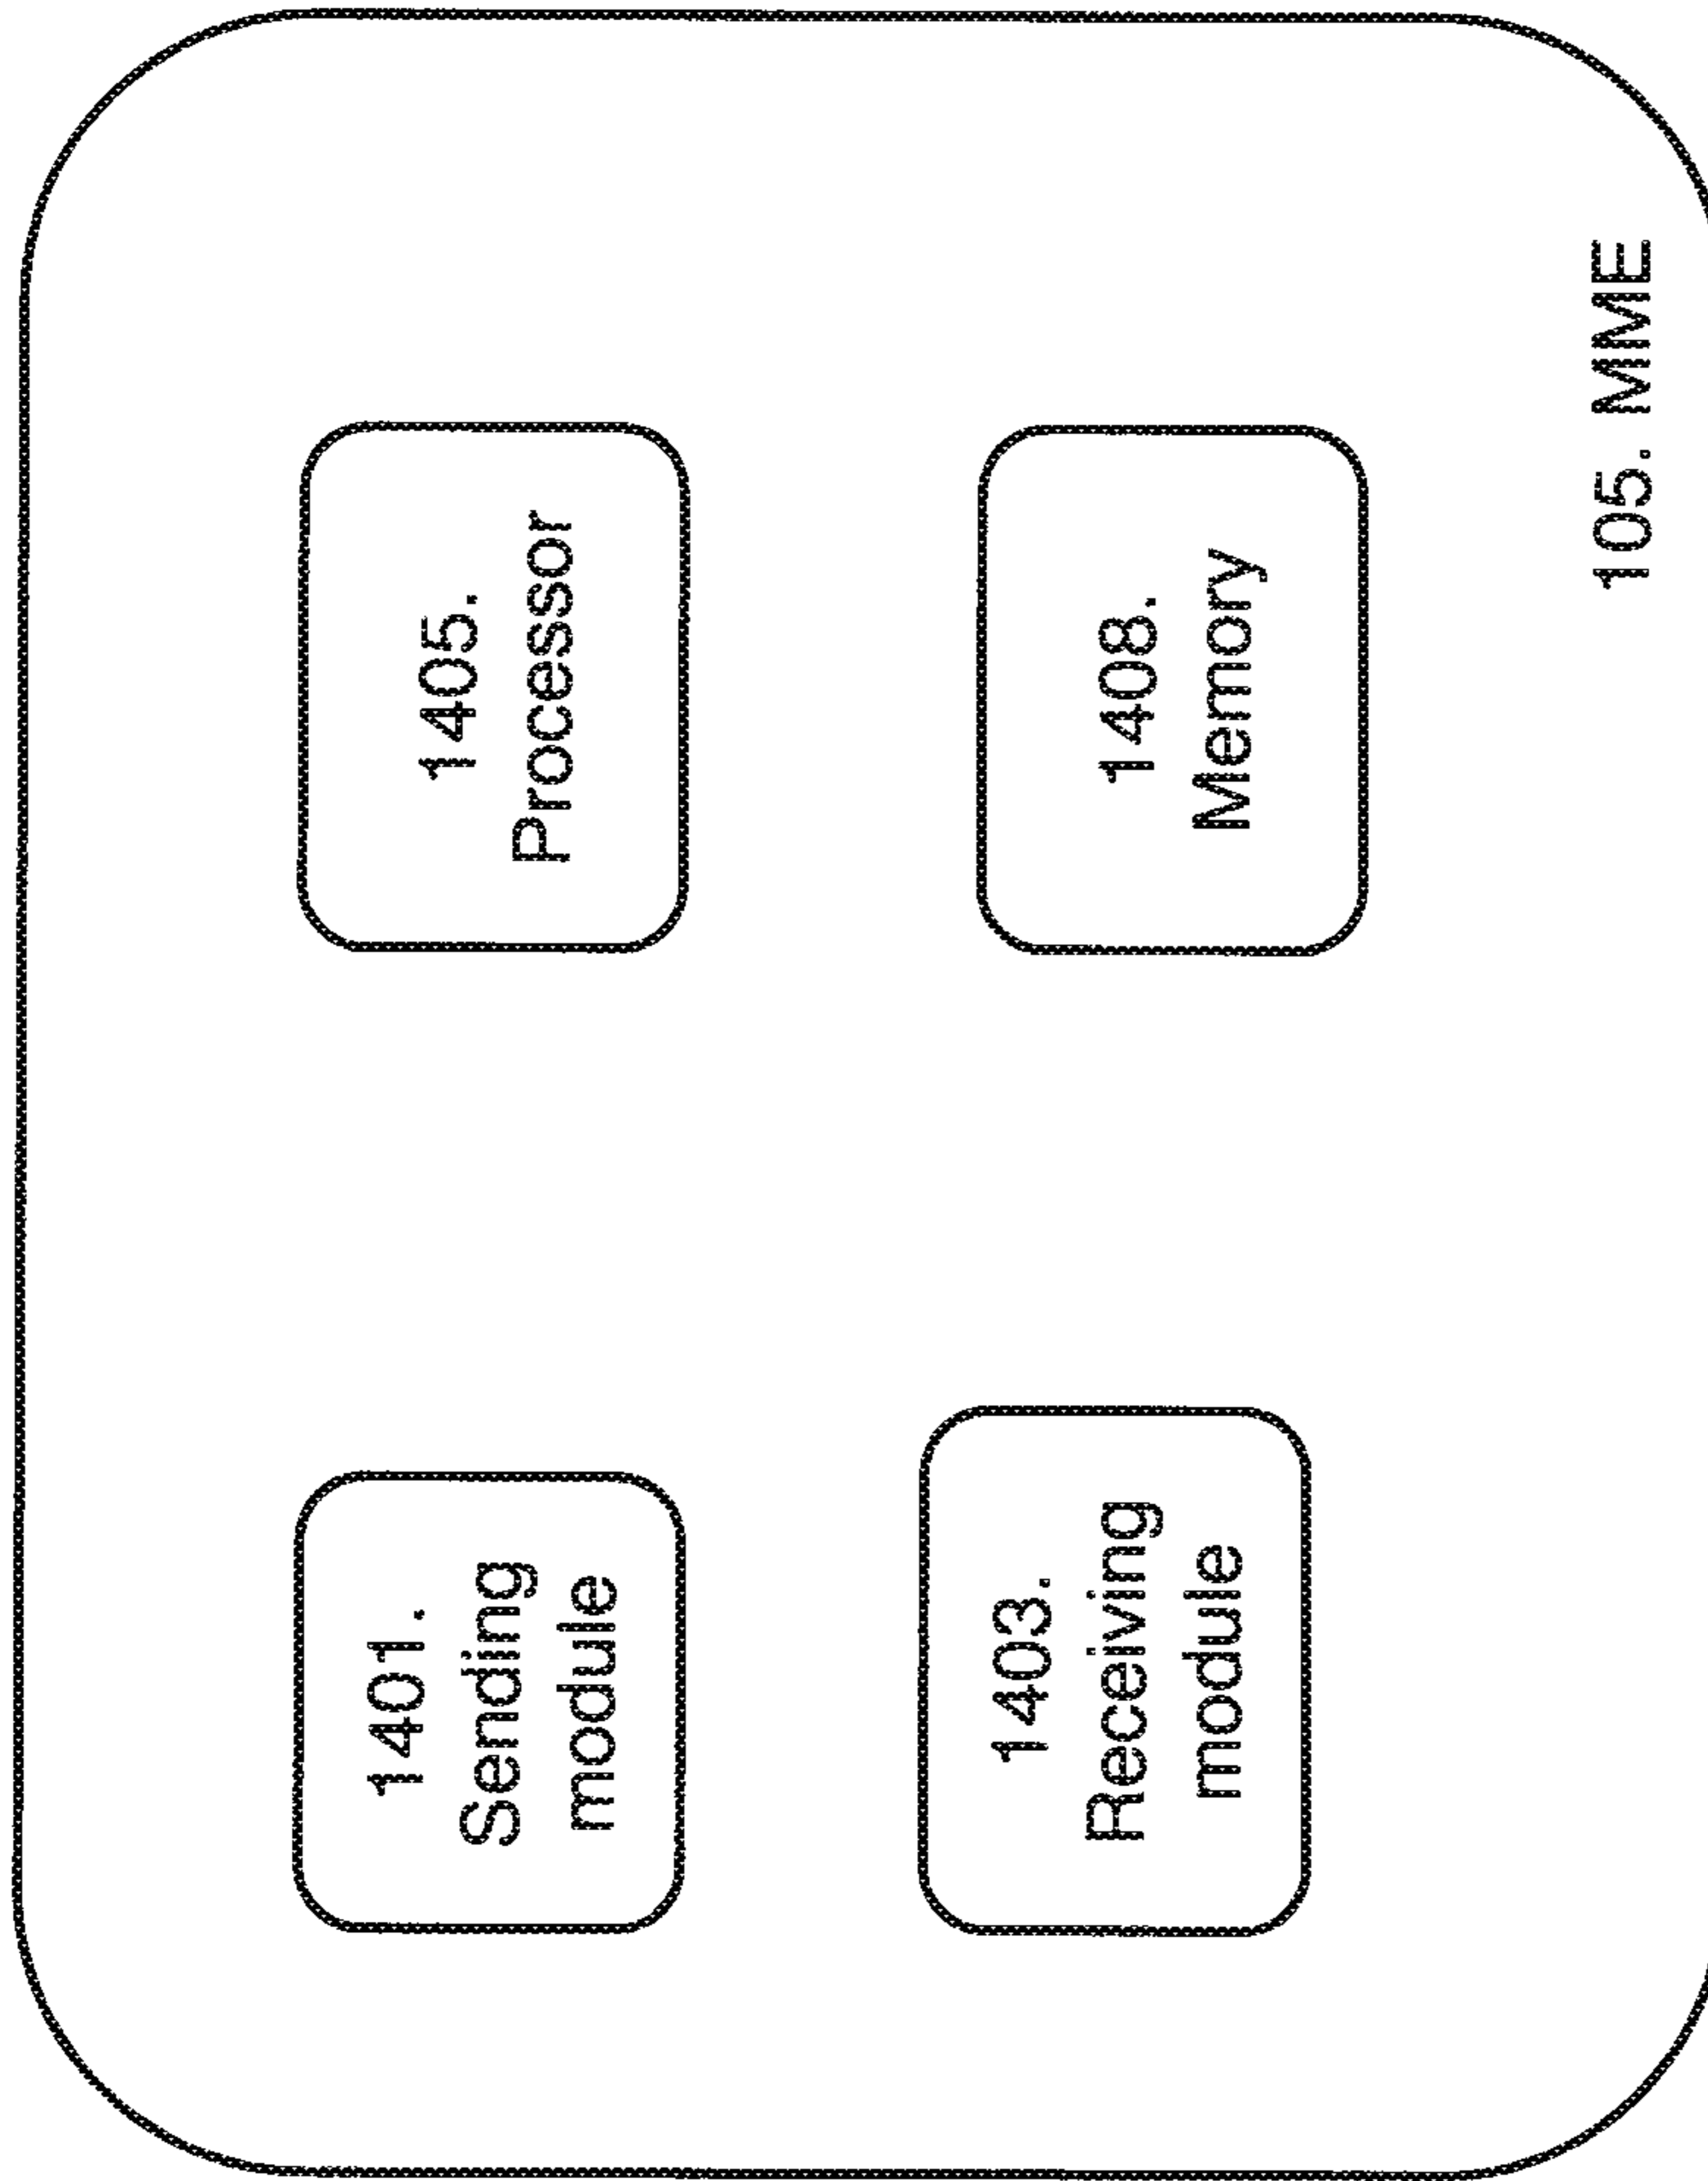 1401.
Sending
module
1405.
Processor
1403.
Receiving
module
1408.
Memory
105. MME